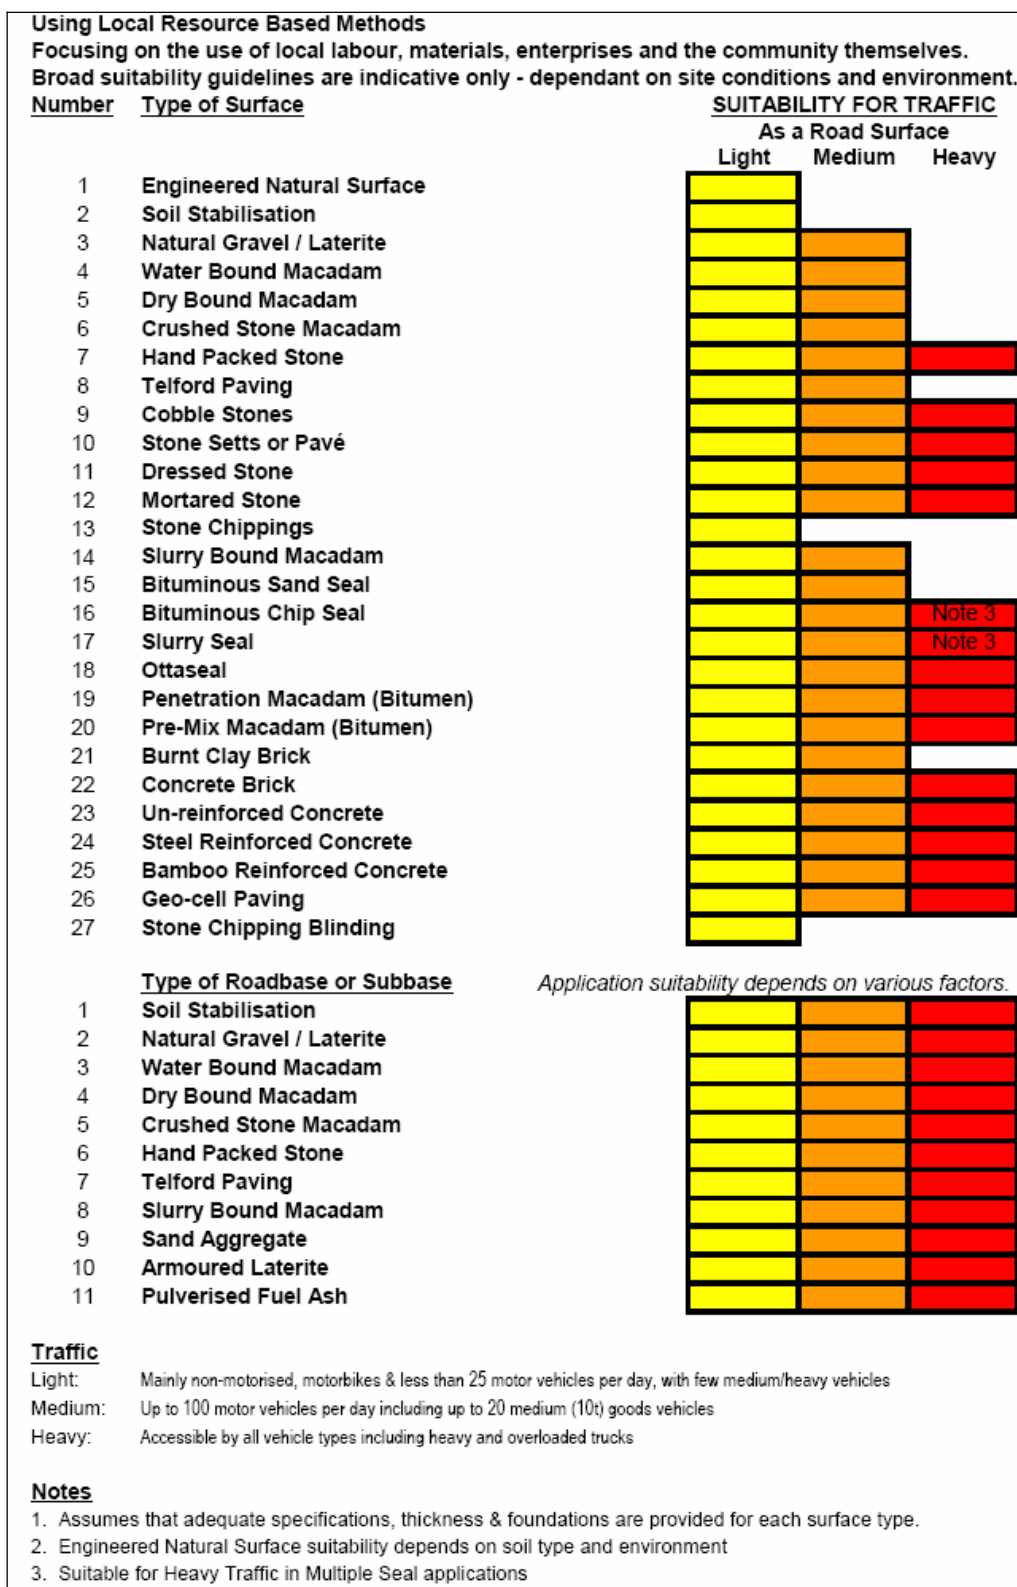 Using Local Resource Based Methods
Focusing on the use of local labour, materials, enterprises and the community themselves.
Broad suitability guidelines are indicative only - dependant on site conditions and environment.
Number Type of Surface SUITABILITY FOR TRAFFIC
As a Road Surface
Light Medium Heavy
1 Engineered Natural Surface
2 Soil Stabilisation
3 Natural Gravel / Laterite
4 Water Bound Macadam
5 Dry Bound Macadam
6 Crushed Stone Macadam
7 Hand Packed Stone
8 Telford Paving
9 Cobble Stones
10 Stone Setts or Pavé
11 Dressed Stone
12 Mortared Stone
13 Stone Chippings
14 Slurry Bound Macadam
15 Bituminous Sand Seal
16 Bituminous Chip Seal Note 3
17 Slurry Seal Note 3
18 Ottaseal
19 Penetration Macadam (Bitumen)
20 Pre-Mix Macadam (Bitumen)
21 Burnt Clay Brick
22 Concrete Brick
23 Un-reinforced Concrete
24 Steel Reinforced Concrete
25 Bamboo Reinforced Concrete
26 Geo-cell Paving
27 Stone Chipping Blinding
Type of Roadbase or Subbase Application suitability depends on various factors.
1 Soil Stabilisation
2 Natural Gravel / Laterite
3 Water Bound Macadam
4 Dry Bound Macadam
5 Crushed Stone Macadam
6 Hand Packed Stone
7 Telford Paving
8 Slurry Bound Macadam
9 Sand Aggregate
10 Armoured Laterite
11 Pulverised Fuel Ash
Traffic
Light: Mainly non-motorised, motorbikes & less than 25 motor vehicles per day, with few medium/heavy vehicles
Medium: Up to 100 motor vehicles per day including up to 20 medium (10t) goods vehicles
Heavy: Accessible by all vehicle types including heavy and overloaded trucks
Notes
1. Assumes that adequate specifications, thickness & foundations are provided for each surface type.
2. Engineered Natural Surface suitability depends on soil type and environment
3. Suitable for Heavy Traffic in Multiple Seal applications